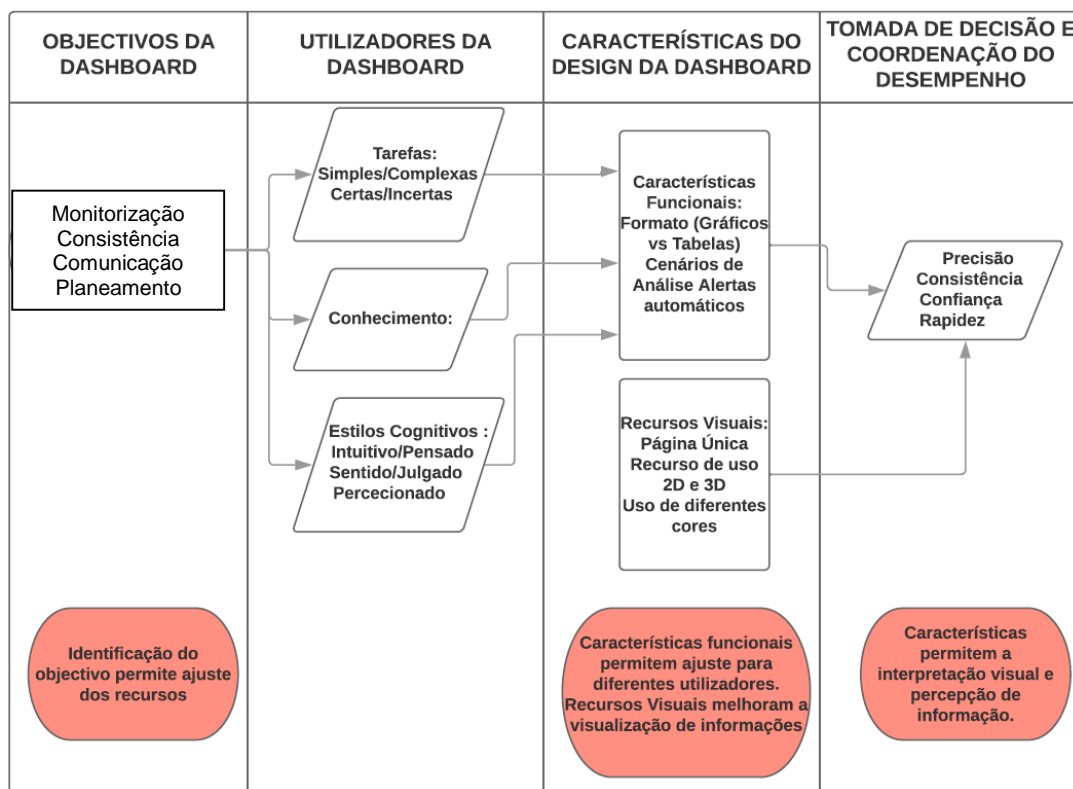 OBJECTIVOS DA
DASHBOARD
UTILIZADORES DA
DASHBOARD
CARACTERÍSTICAS DO
DESIGN DA DASHBOARD
TOMADA DE DECISÃO E
COORDENAÇÃO DO
DESEMPENHO
Monitorização
Consistência
Comunicação
Planeamento
Tarefas:
Simples/Complexas
Certas/Incertas
Conhecimento:
Estilos Cognitivos :
Intuitivo/Pensado
Sentido/Julgado
Percecionado
Características
Funcionais:
Formato (Gráficos
vs Tabelas)
Cenários de
Análise Alertas
automáticos
Recursos Visuais:
Página Única
Recurso de uso
2D e 3D
Uso de diferentes
cores
Precisão
Consistência
Confiança
Rapidez
Identificação do
objectivo permite ajuste
dos recursos
Características funcionais
permitem ajuste para
diferentes utilizadores.
Recursos Visuais melhoram a
visualização de informações
Características
permitem a
interpretação visual e
percepção de
informação.